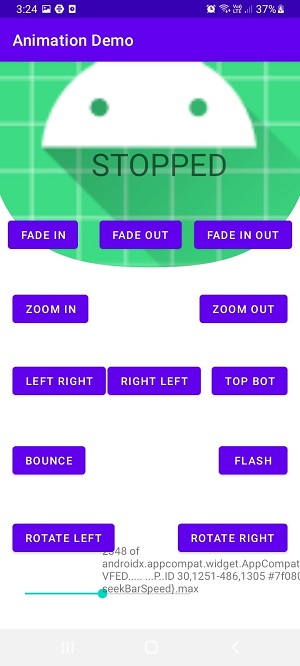 3:24 37%
Animation Demo
STOPPED
FADE IN FADE OUT FADE IN OUT
ZOOM IN ZOOM OUT
LEFT RIGHT RIGHT LEFT TOP BOT
BOUNCE FLASH
ROTATE LEFT ROTATE RIGHT
2548 of
androidx.appcompat.widget.AppCompat
VFED..... ...P..ID 30,1251-486,1305 #7f080
seekBarSpeed}.max